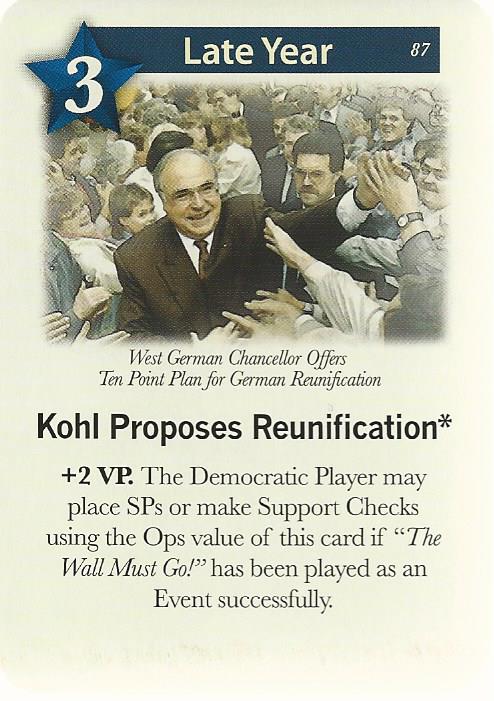 3
Late Year
87
West German Chancellor Offers
Ten Point Plan for German Reunification
Kohl Proposes Reunification*
+2 VP. The Democratic Player may
place SPs or make Support Checks
using the Ops value of this card if “The
Wall Must Go!” has been played as an
Event successfully.